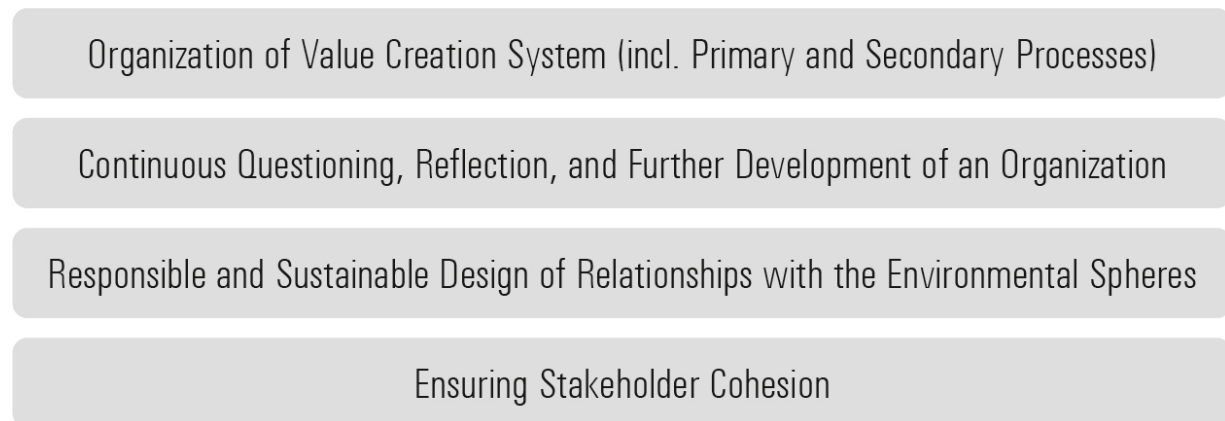 Organization of Value Creation System (incl. Primary and Secondary Processes)
Continuous Questioning, Reflection, and Further Development of an Organization
Responsible and Sustainable Design of Relationships with the Environmental Spheres
Ensuring Stakeholder Cohesion